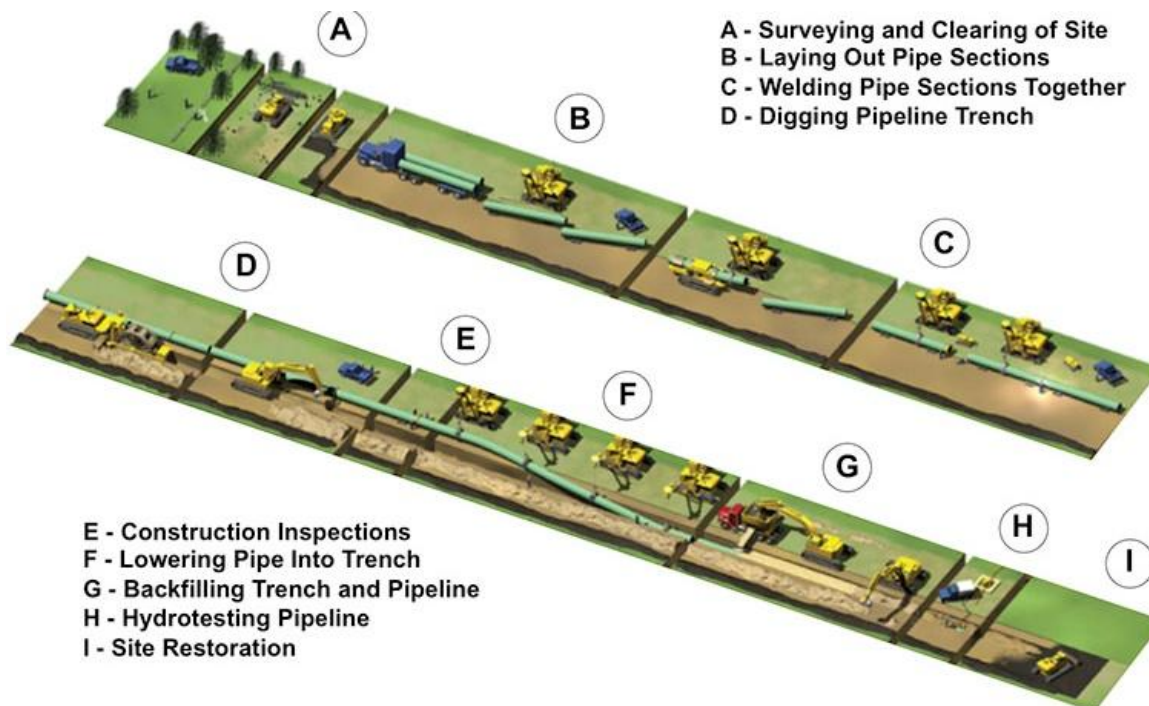 A
A - Surveying and Clearing of Site
B - Laying Out Pipe Sections
C - Welding Pipe Sections Together
D - Digging Pipeline Trench
B
C
D
E
F
G
H
I
E - Construction Inspections
F - Lowering Pipe Into Trench
G - Backfilling Trench and Pipeline
H - Hydrotesting Pipeline
I - Site Restoration